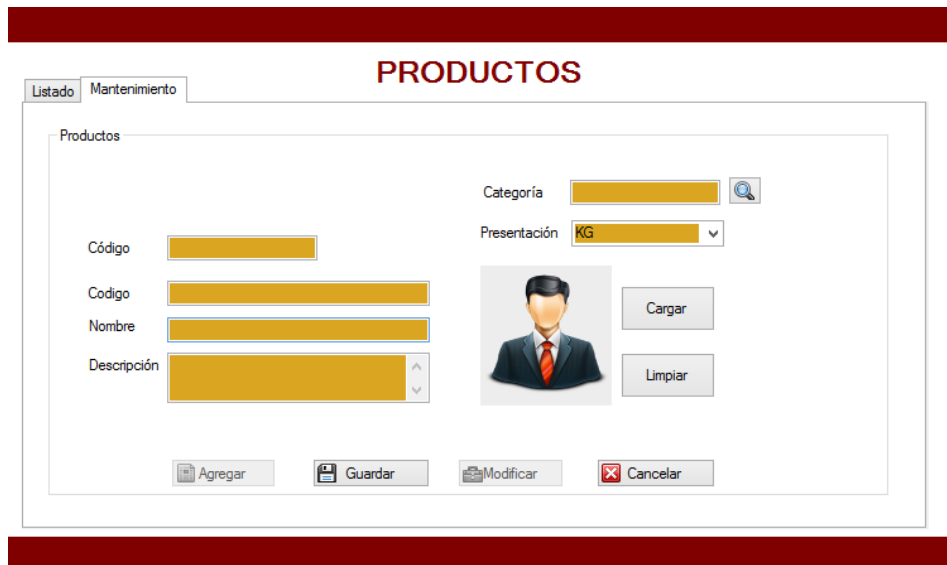 PRODUCTOS
Listado
Mantenimiento
Productos
Categoría
Presentación
KG
Código
Codigo
Nombre
Descripción
Cargar
Limpiar
Agregar
Guardar
Modificar
Cancelar